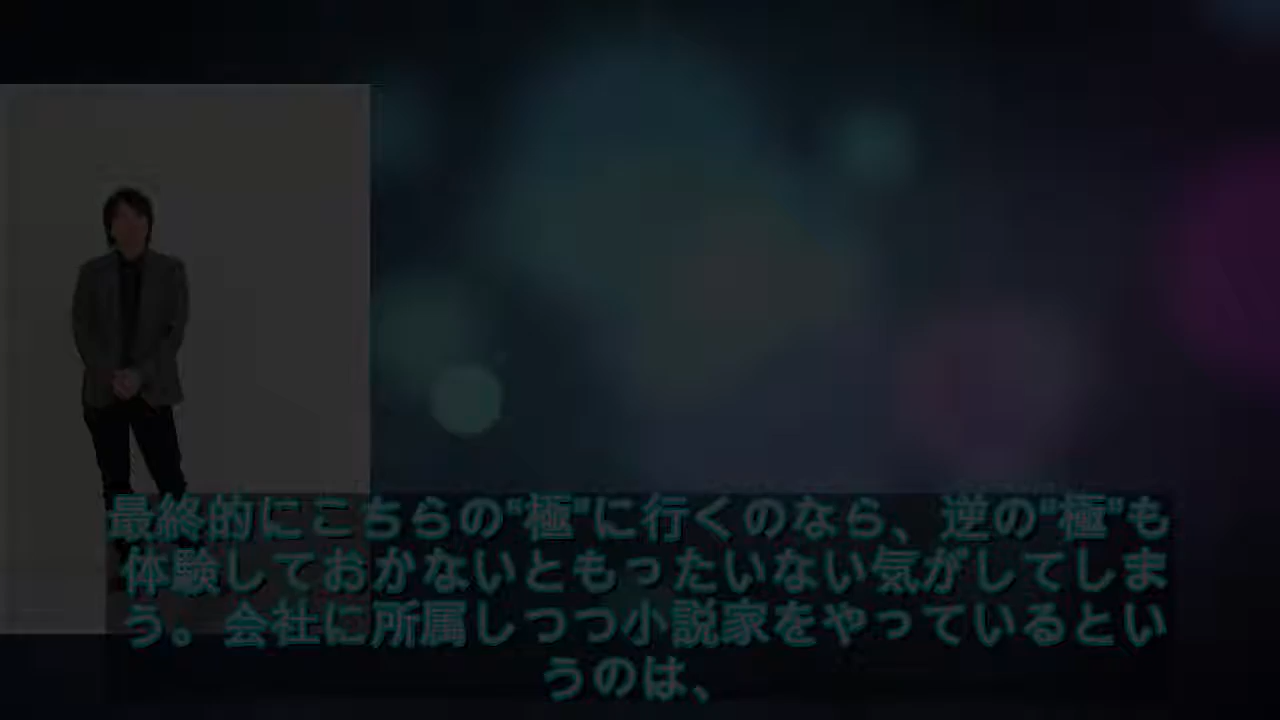 最終的にこちらの"極"に行くのなら、逆の"極"も
体験しておかないともったいない気がしてしま
う。会社に所属しつつ小説家をやっているとい
うのは、